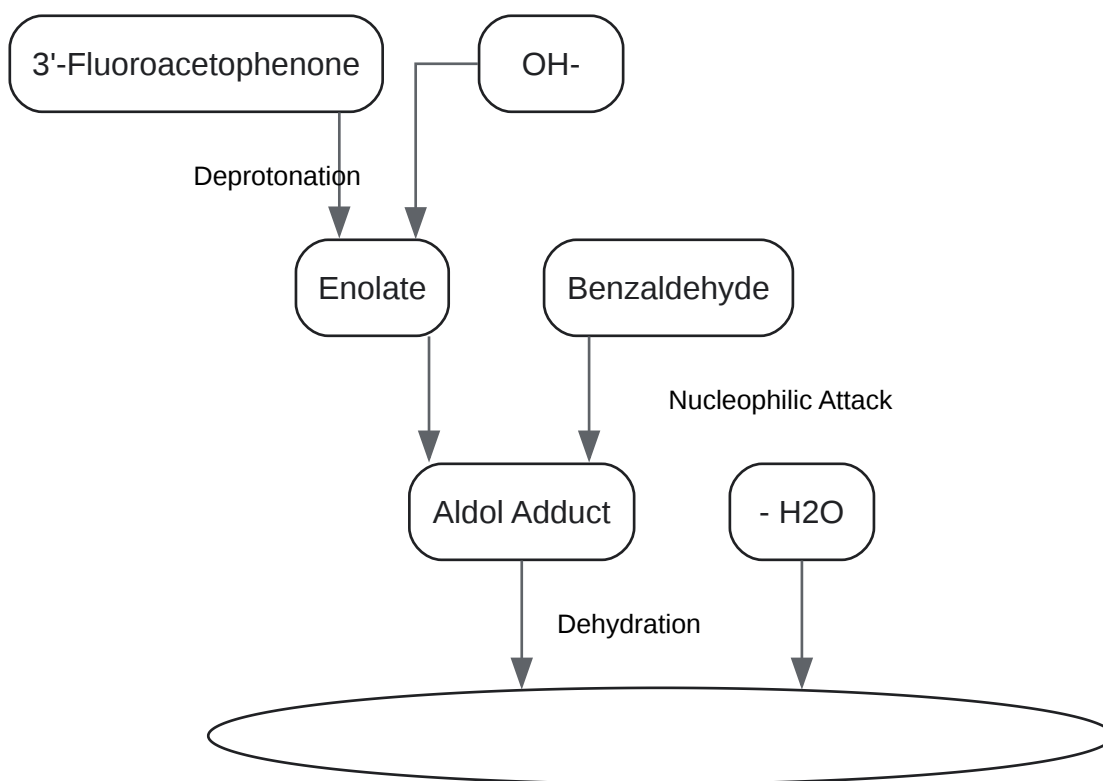 3'-Fluoroacetophenone
OH-
Deprotonation
Enolate
Benzaldehyde
Nucleophilic Attack
Aldol Adduct
- H2O
Dehydration